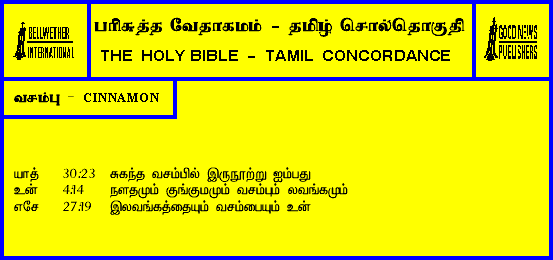 BELLWETHER
INTERNATIONAL
பரிசுத்த வேதாகமம் - தமிழ் சொல்தொகுதி
THE HOLY BIBLE - TAMIL CONCORDANCE
GOOD NEWS
PUBLISHERS
வசம்பு - CINNAMON
யாத் 30:23 சுகந்த வசம்பில் இருநூற்று ஐம்பது
உன் 4:14 நளதமும் குங்குமமும் வசம்பும் லவங்கமும்
எசே 27:19 இலவங்கத்தையும் வசம்பையும் உன்